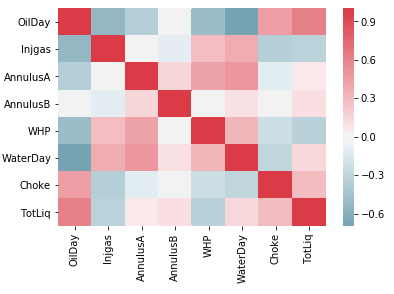 OilDay
Injgas
AnnulusA
AnnulusB
WHP
WaterDay
Choke
TotLiq
OilDay
Injgas
AnnulusA
AnnulusB
WHP
WaterDay
Choke
TotLiq
0.9
0.6
0.3
0.0
−0.3
−0.6